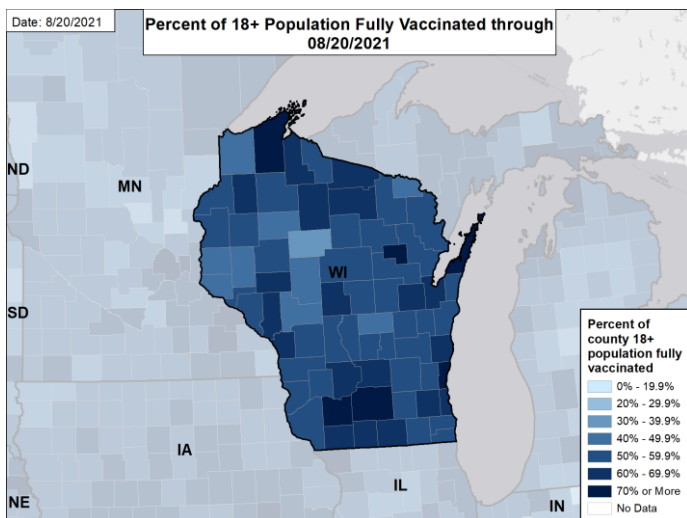 Date: 8/20/2021
Percent of 18+ Population Fully Vaccinated through
08/20/2021
ND
MN
WI
SD
IA
NE
IL
IN
Percent of
county 18+
population fully
vaccinated
0% - 19.9%
20% - 29.9%
30% - 39.9%
40% - 49.9%
50% - 59.9%
60% - 69.9%
70% or More
No Data